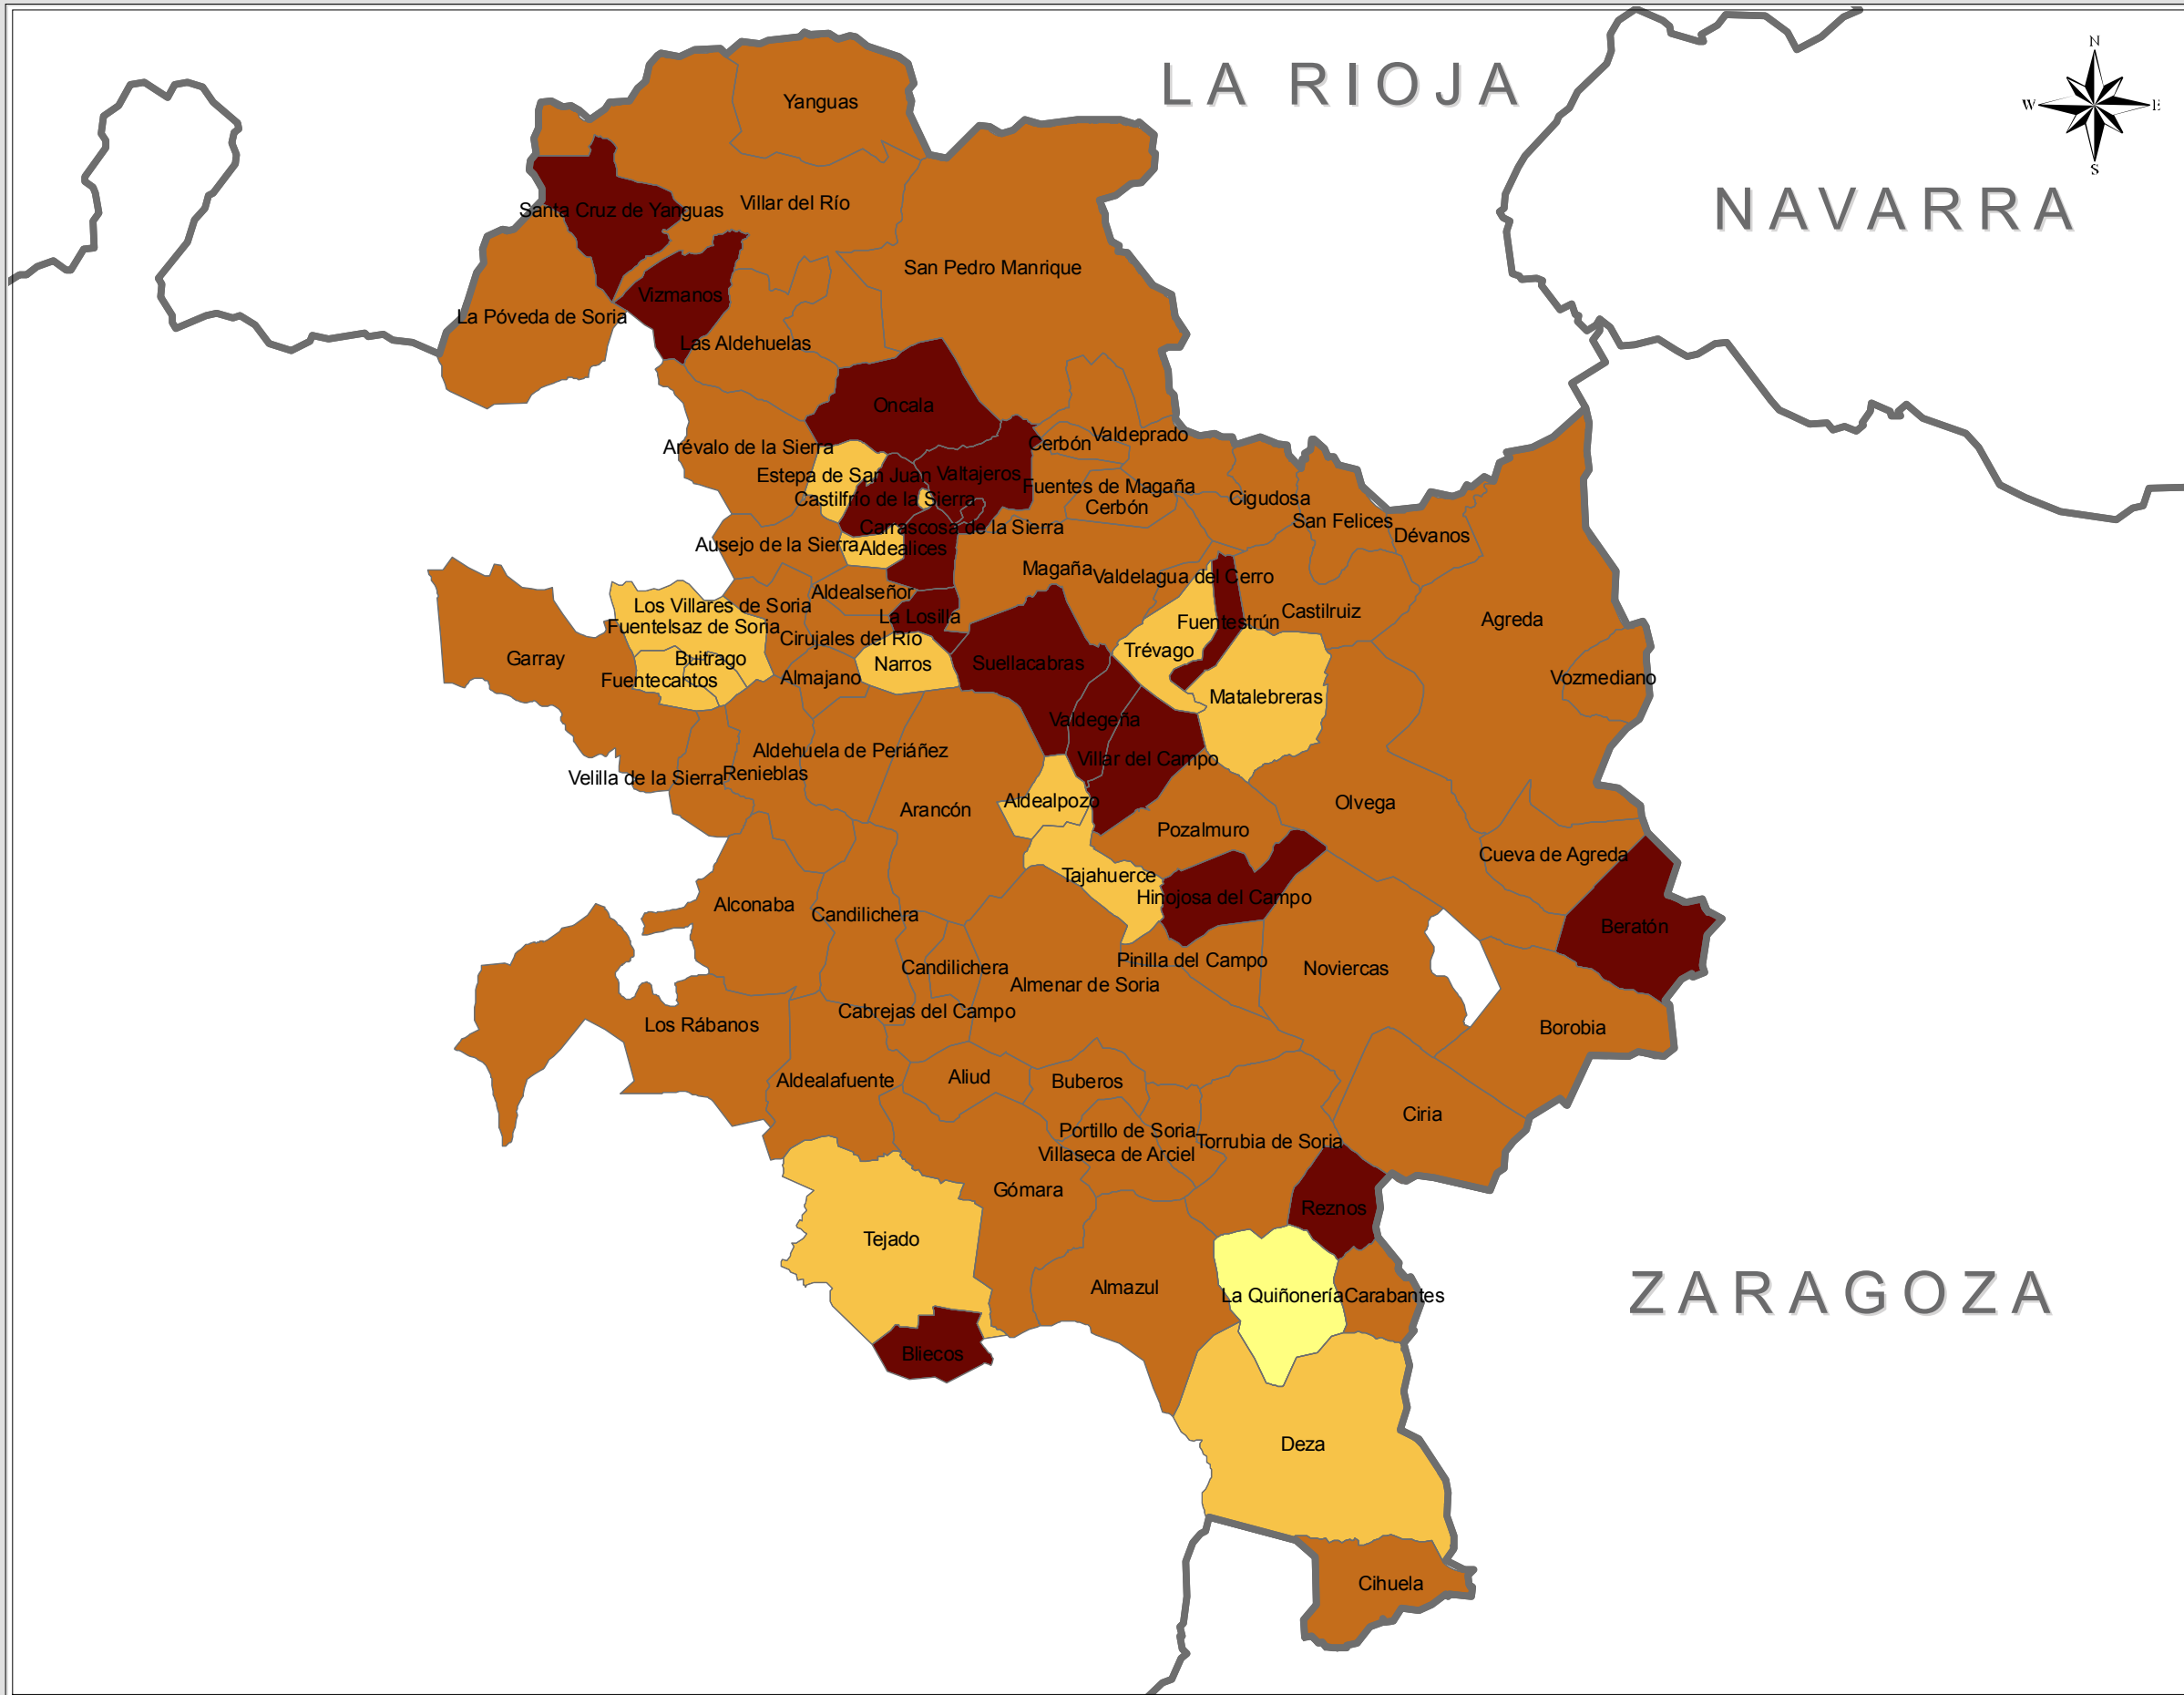 N
LA RIOJA
W
E
Yanguas
S
NAVARRA
Villar del Río
Santa Cruz de Yanguas
San Pedro Manrique
Vizmanos
La Póveda de Soria
Las Aldehuelas
Oncala
Valdeprado
Cerbón
Arévalo de la Sierra
Estepa de San Juan
Valtajeros
Fuentes de Magaña
Castilfrío de la Sierra
Cigudosa
Cerbón
San Felices
Carrascosa de la Sierra
Dévanos
Ausejo de la Sierra
Aldealices
Magaña
Valdelagua del Cerro
Aldealseñor
Los Villares de Soria
Castilruiz
La Losilla
Agreda
Fuentestrún
Fuentelsaz de Soria
Cirujales del Río
Trévago
Garray
Buitrago
Narros
Suellacabras
Almajano
Vozmediano
Fuentecantos
Matalebreras
Valdegeña
Aldehuela de Periáñez
Villar del Campo
Renieblas
Velilla de la Sierra
Aldealpozo
Olvega
Arancón
Pozalmuro
Cueva de Agreda
Tajahuerce
Hinojosa del Campo
Alconaba
Candilichera
Beratón
Pinilla del Campo
Candilichera
Noviercas
Almenar de Soria
Cabrejas del Campo
Los Rábanos
Borobia
Aliud
Aldealafuente
Buberos
Ciria
Portillo de Soria
Torrubia de Soria
Villaseca de Arciel
Gómara
Reznos
Tejado
Almazul
La Quiñonería
Carabantes
ZARAGOZA
Bliecos
Deza
Cihuela